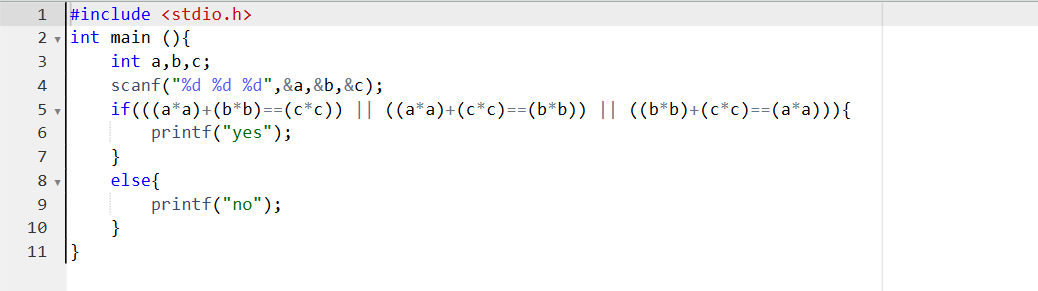 1 #include <stdio.h>
2 int main (){
3     int a,b,c;
4     scanf("%d %d %d",&a,&b,&c);
5     if(((a*a)+(b*b)==(c*c)) || ((a*a)+(c*c)==(b*b)) || ((b*b)+(c*c)==(a*a))){
6         printf("yes");
7     }
8     else{
9         printf("no");
10     }
11 }